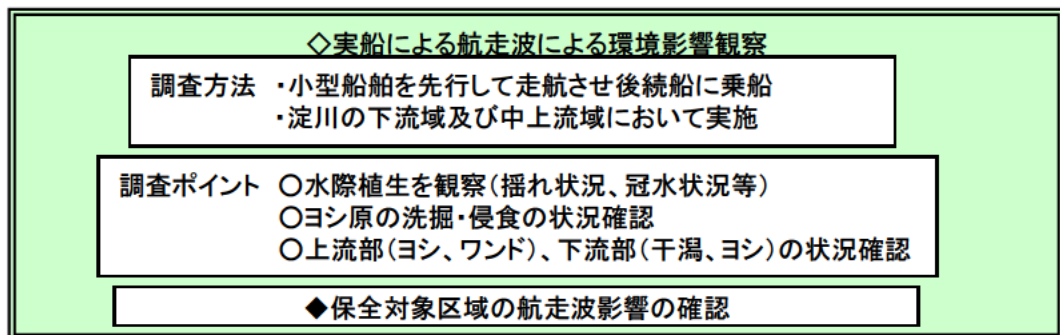 ◇実船による航走波による環境影響観察
調査方法 ・小型船舶を先行して走航させ後続船に乗船
・淀川の下流域及び中上流域において実施
調査ポイント 〇水際植生を観察(揺れ状況、冠水状況等)
〇ヨシ原の洗掘・侵食の状況確認
〇上流部(ヨシ、ワンド)、下流部(干潟、ヨシ)の状況確認
◆保全対象区域の航走波影響の確認